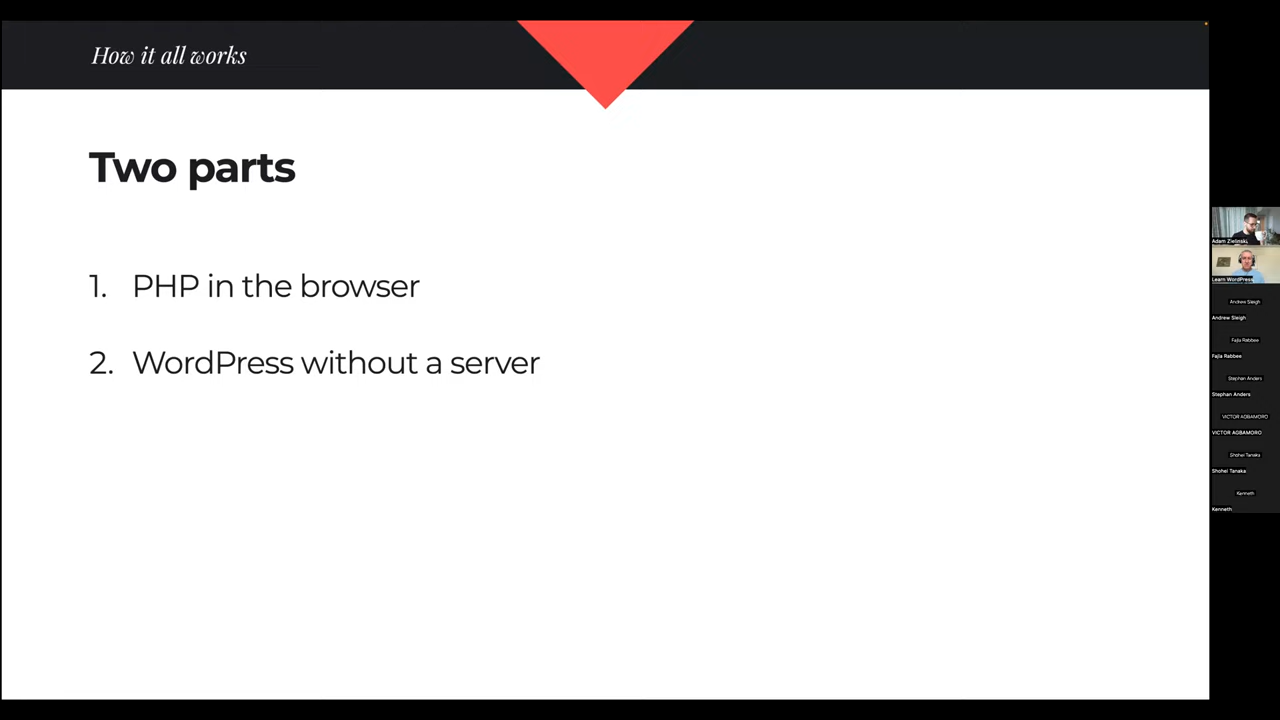 How it all works
Two parts
1. PHP in the browser
2. WordPress without a server
Adam Zielinski
Learn WordPress
Andrew Sleigh
Andrew Sleigh
Fajla Rabbee
Fajla Rabbee
Stephan Anders
Stephan Anders
VICTOR AGBAMORO
VICTOR AGBAMORO
Shohei Tanaka
Shohei Tanaka
Kenneth
Kenneth